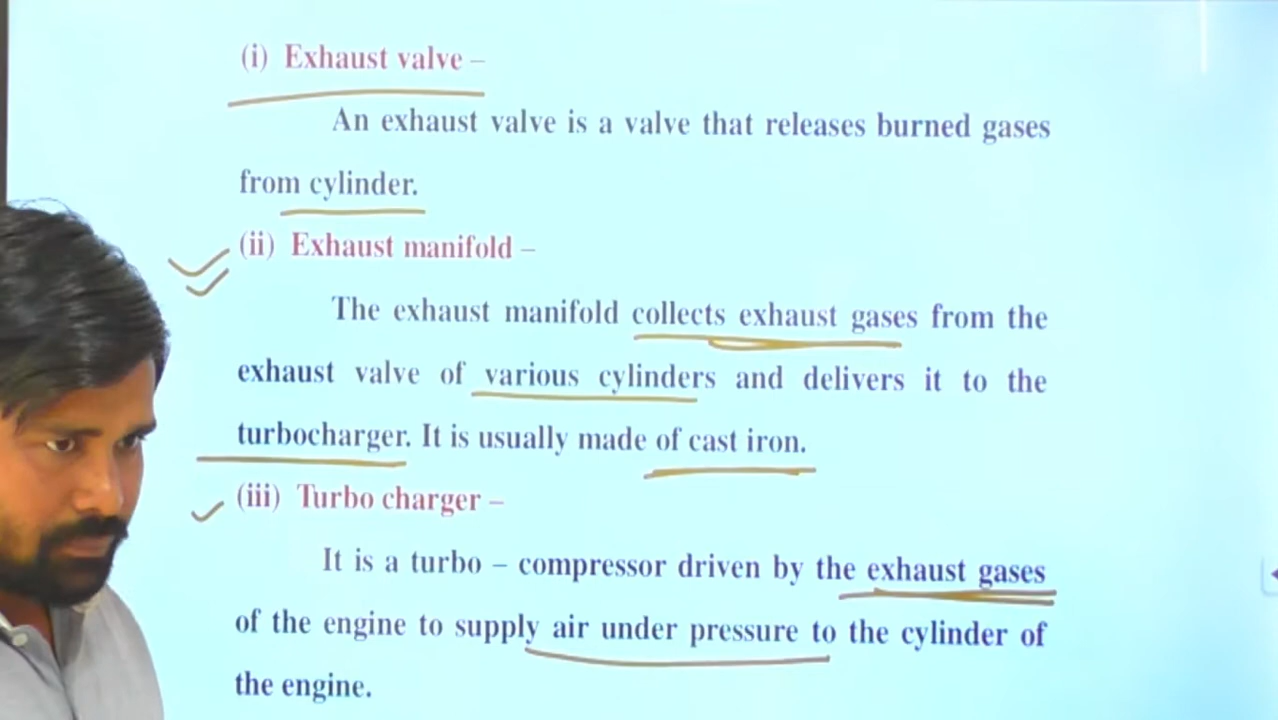 (i) Exhaust valve –
An exhaust valve is a valve that releases burned gases
from cylinder.
(ii) Exhaust manifold –
The exhaust manifold collects exhaust gases from the
exhaust valve of various cylinders and delivers it to the
turbocharger. It is usually made of cast iron.
(iii) Turbo charger –
It is a turbo – compressor driven by the exhaust gases
of the engine to supply air under pressure to the cylinder of
the engine.